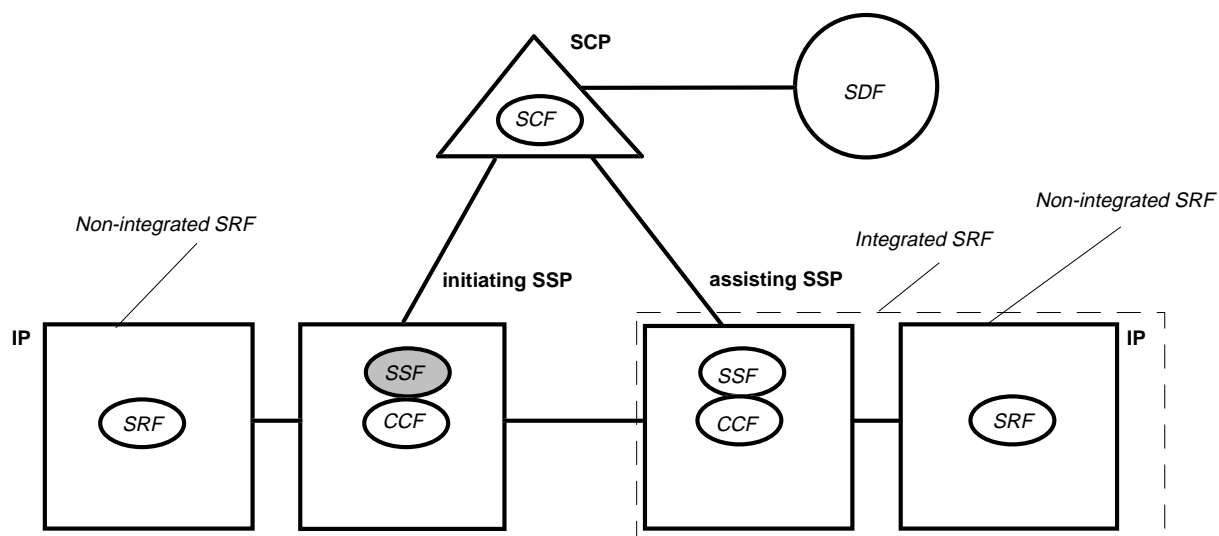 SCP
SDF
SCF
Non-integrated SRF
Non-integrated SRF
Integrated SRF
initiating SSP
assisting SSP
IP
IP
SSF
SSF
SRF
CCF
CCF
SRF